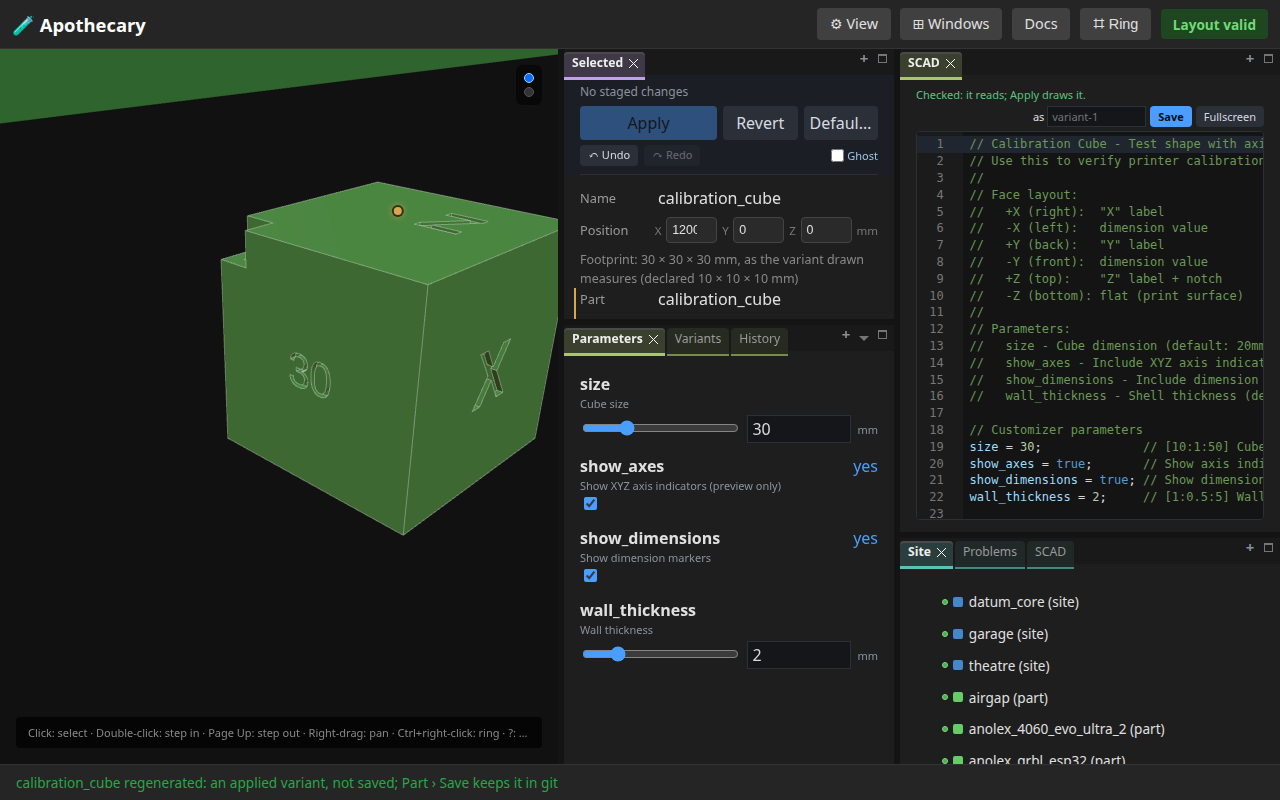 Apothecary
View
Windows
Docs
Ring
Layout valid
Selected
No staged changes
Apply
Revert
Defaul...
Undo
Redo
Ghost
Name calibration_cube
Position X 1200 Y 0 Z 0 mm
Footprint: 30 × 30 × 30 mm, as the variant drawn
measures (declared 10 × 10 × 10 mm)
Part calibration_cube
Parameters
Variants
History
size
Cube size
30 mm
show_axes yes
Show XYZ axis indicators (preview only)
show_dimensions yes
Show dimension markers
wall_thickness
Wall thickness
2 mm
SCAD
Checked: it reads; Apply draws it.
as variant-1 Save Fullscreen
1 // Calibration Cube - Test shape with axi
2 // Use this to verify printer calibration
3 //
4 // Face layout:
5 //   +X (right):  "X" label
6 //   -X (left):   dimension value
7 //   +Y (back):   "Y" label
8 //   -Y (front):  dimension value
9 //   +Z (top):    "Z" label + notch
10 //   -Z (bottom): flat (print surface)
11 //
12 // Parameters:
13 //   size - Cube dimension (default: 20mm
14 //   show_axes - Include XYZ axis indicat
15 //   show_dimensions - Include dimension
16 //   wall_thickness - Shell thickness (de
17
18 // Customizer parameters
19 size = 30;              // [10:1:50] Cube
20 show_axes = true;       // Show axis indi
21 show_dimensions = true; // Show dimension
22 wall_thickness = 2;     // [1:0.5:5] Wall
23
Site
Problems
SCAD
datum_core (site)
garage (site)
theatre (site)
airgap (part)
anolex_4060_evo_ultra_2 (part)
anolex_grbl_esp32 (part)
Z
30
X
Click: select · Double-click: step in · Page Up: step out · Right-drag: pan · Ctrl+right-click: ring · ?: ...
calibration_cube regenerated: an applied variant, not saved; Part › Save keeps it in git